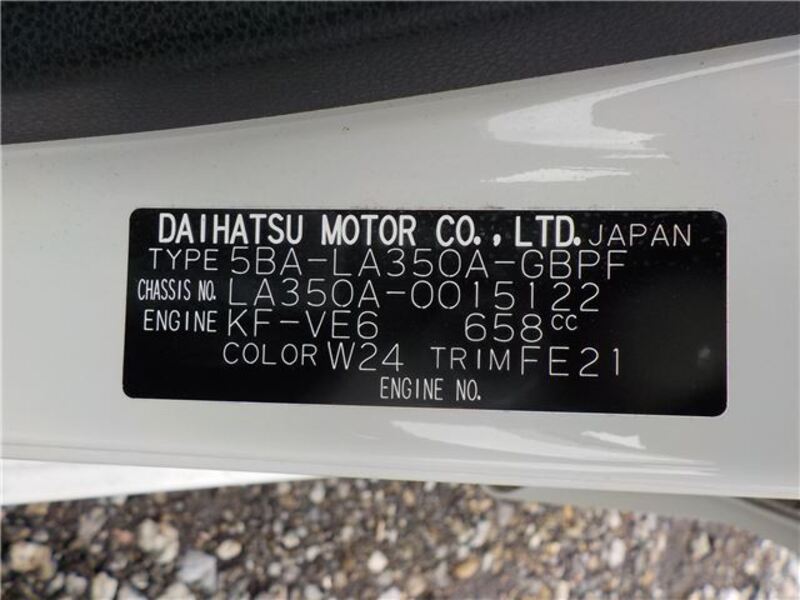 DAIHATSU MOTOR CO., LTD. JAPAN
TYPE 5BA-LA350A-GBPF
CHASSIS NO. LA350A-0015122
ENGINE KF-VE6 658CC
COLOR W24 TRIM FE21
ENGINE NO.